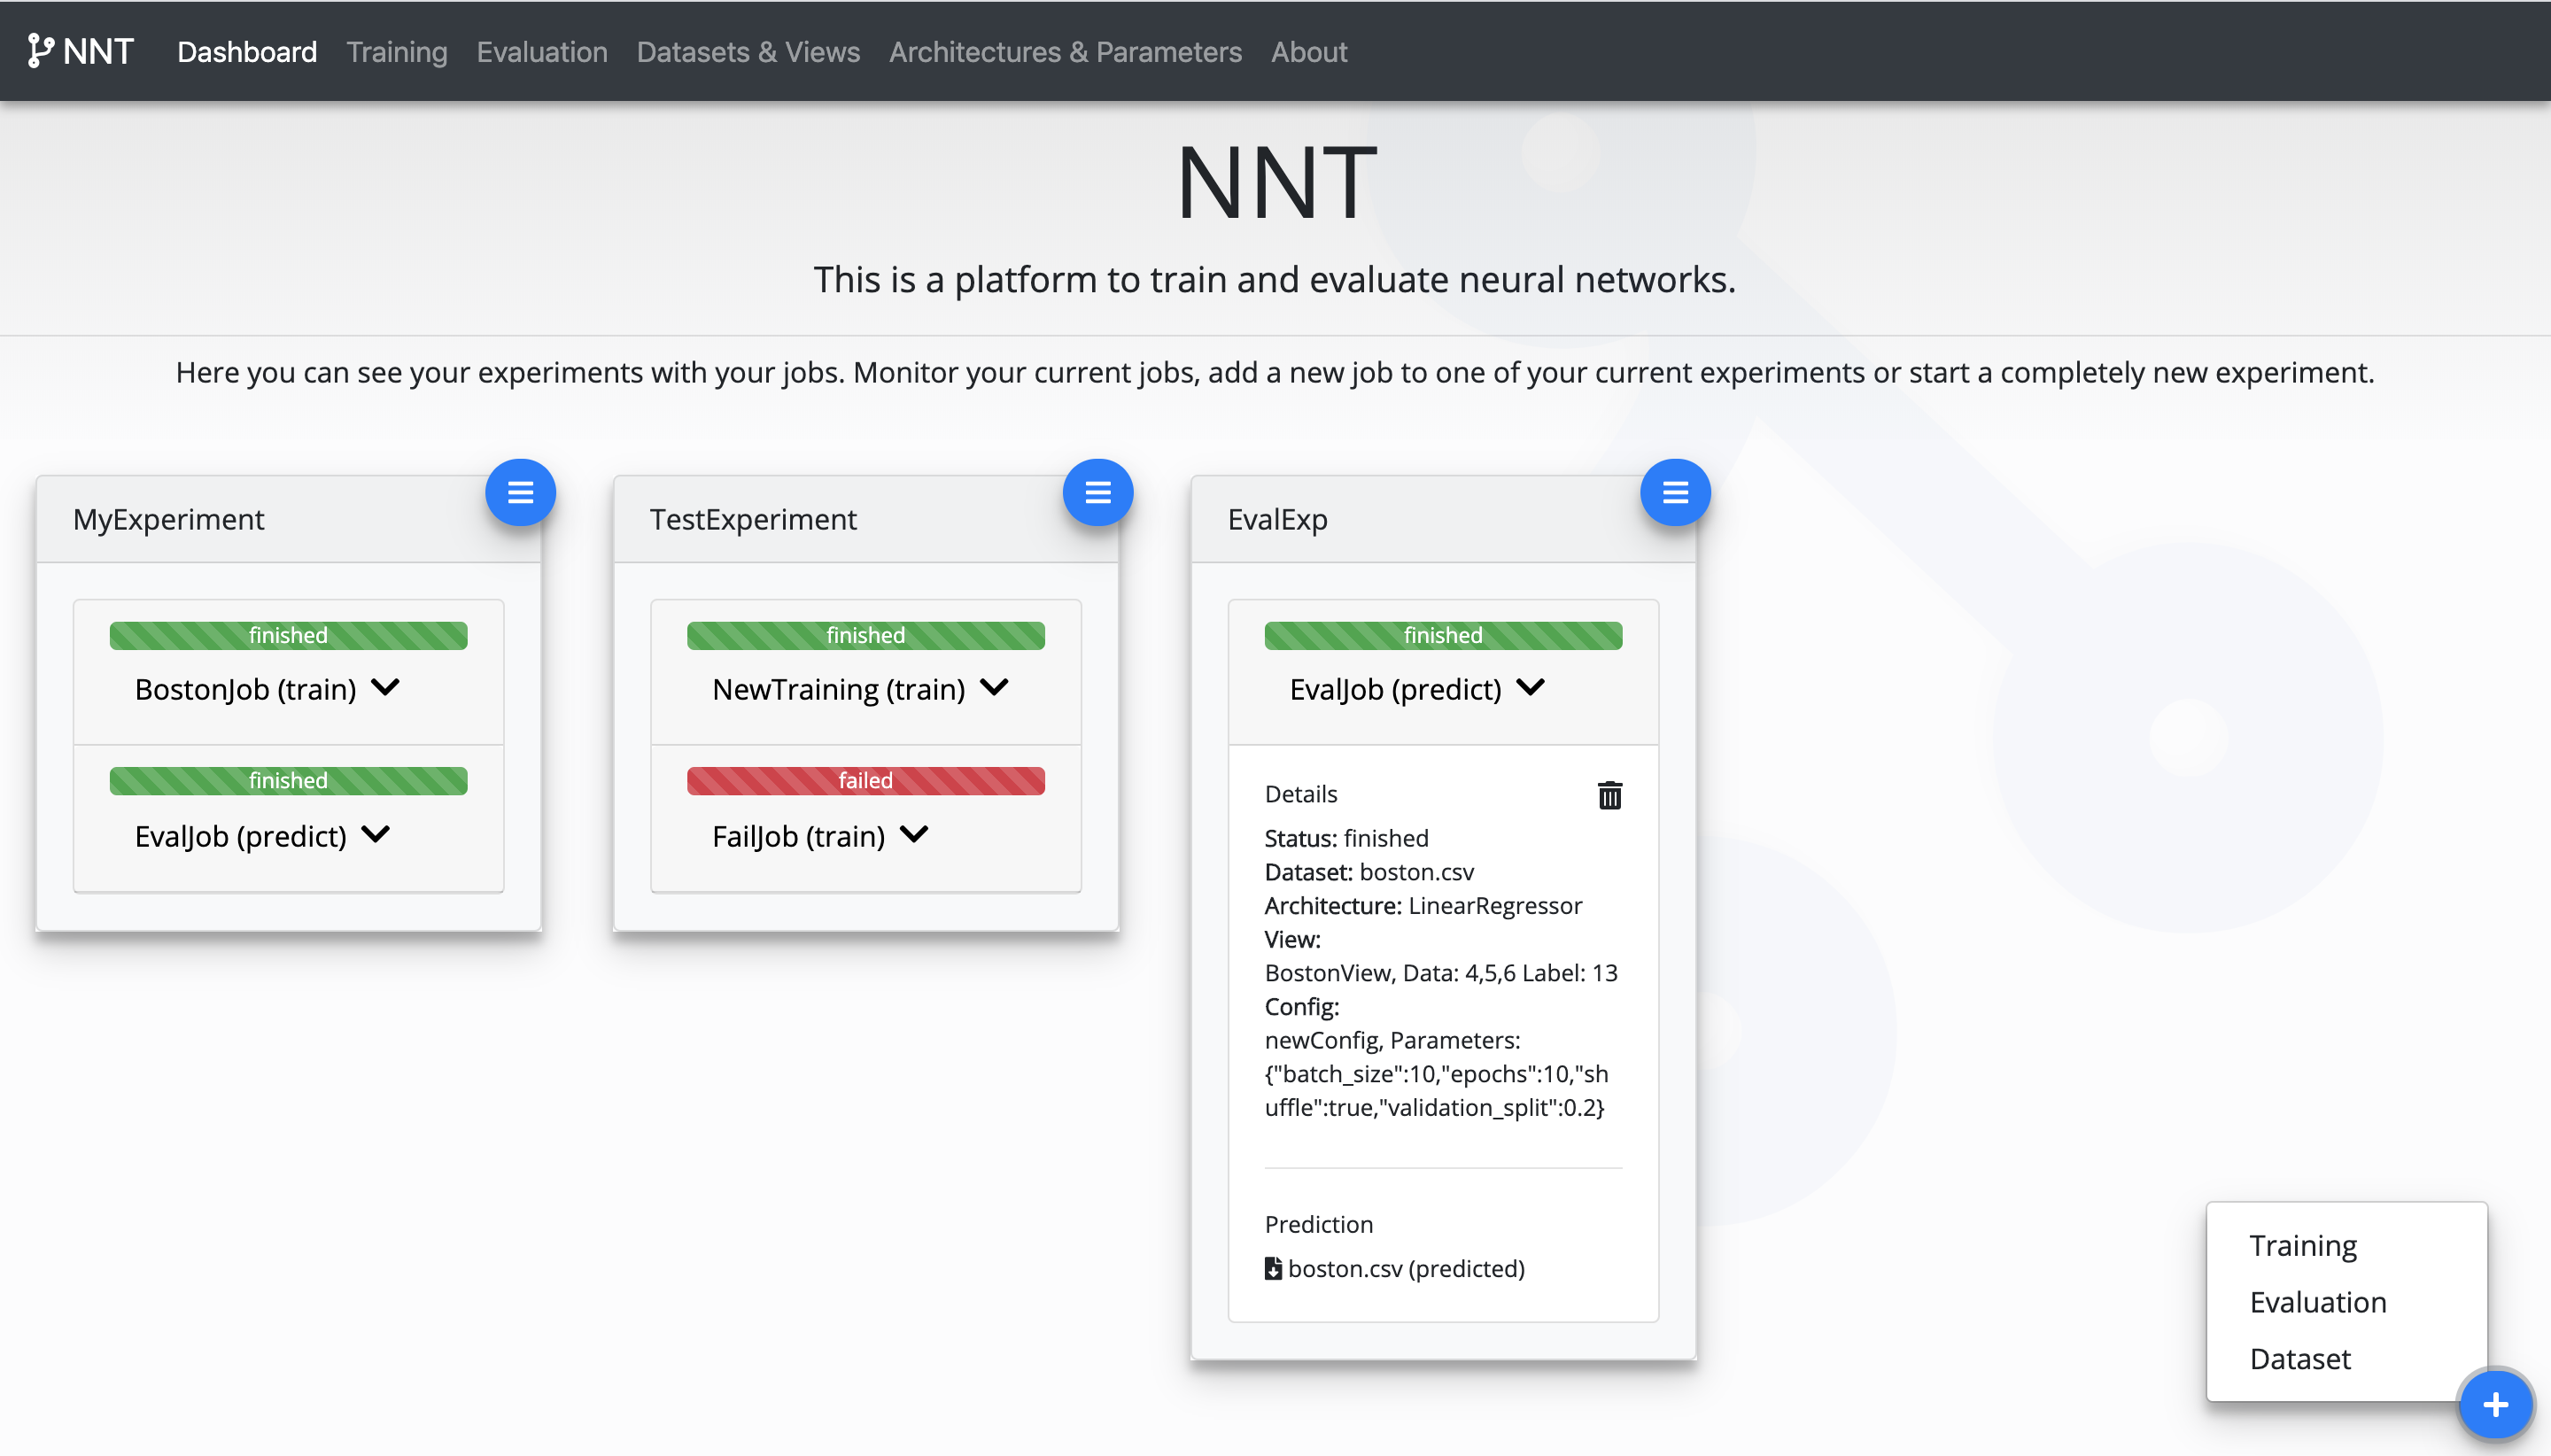 NNT Dashboard Training Evaluation Datasets & Views Architectures & Parameters About
NNT
This is a platform to train and evaluate neural networks.
Here you can see your experiments with your jobs. Monitor your current jobs, add a new job to one of your current experiments or start a completely new experiment.
MyExperiment
finished
BostonJob (train)
finished
EvalJob (predict)
TestExperiment
finished
NewTraining (train)
failed
FailJob (train)
EvalExp
finished
EvalJob (predict)
Details
Status: finished
Dataset: boston.csv
Architecture: LinearRegressor
View:
BostonView, Data: 4,5,6 Label: 13
Config:
newConfig, Parameters:
{"batch_size":10,"epochs":10,"sh
uffle":true,"validation_split":0.2}
Prediction
boston.csv (predicted)
Training
Evaluation
Dataset